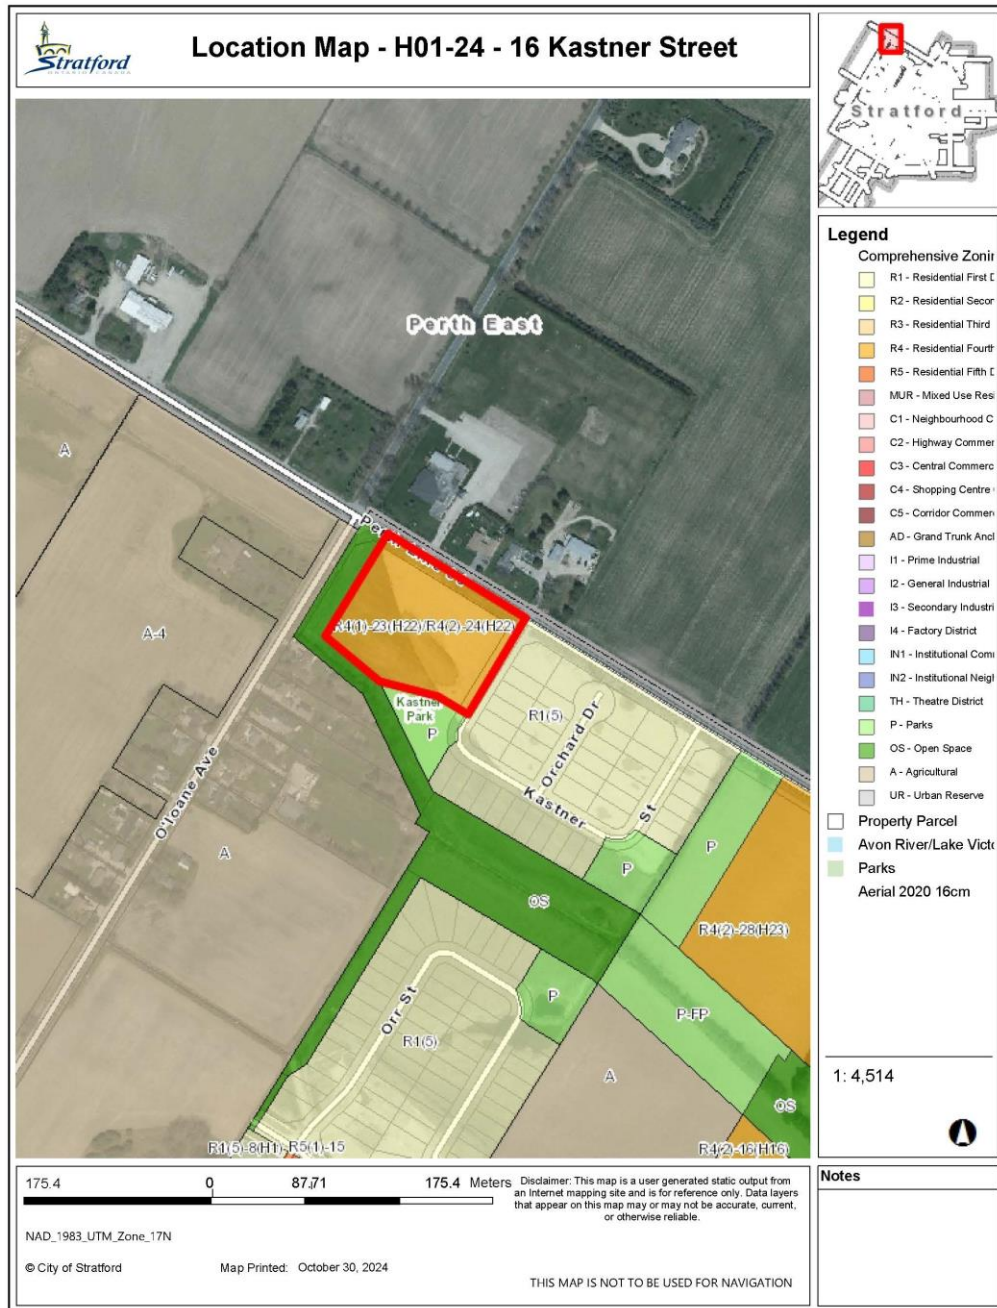 Stratford
ONTARIO CANADA
Location Map - H01-24 - 16 Kastner Street
Stratford
Perth East
A
A-4
R4(1)-23(H22)/R4(2)-24(H22)
Kastner
Park
P
R1(5)
Orchard Dr
Kastner
St
O'loane Ave
A
P
P
OS
R4(2)-28(H23)
P
P-FP
Orr St
R1(5)
A
OS
R1(5)-8(H1)
R5(1)-15
R4(2)-16(H16)
Legend
Comprehensive Zonin
R1 - Residential First D
R2 - Residential Secon
R3 - Residential Third
R4 - Residential Fourth
R5 - Residential Fifth D
MUR - Mixed Use Resi
C1 - Neighbourhood C
C2 - Highway Commer
C3 - Central Commerc
C4 - Shopping Centre
C5 - Corridor Commer
AD - Grand Trunk Anc
I1 - Prime Industrial
I2 - General Industrial
I3 - Secondary Industri
I4 - Factory District
IN1 - Institutional Com
IN2 - Institutional Neigh
TH - Theatre District
P - Parks
OS - Open Space
A - Agricultural
UR - Urban Reserve
Property Parcel
Avon River/Lake Victo
Parks
Aerial 2020 16cm
1: 4,514
Notes
175.4 0 87.71 175.4 Meters
NAD_1983_UTM_Zone_17N
© City of Stratford Map Printed: October 30, 2024
Disclaimer: This map is a user generated static output from
an Internet mapping site and is for reference only. Data layers
that appear on this map may or may not be accurate, current,
or otherwise reliable.
THIS MAP IS NOT TO BE USED FOR NAVIGATION